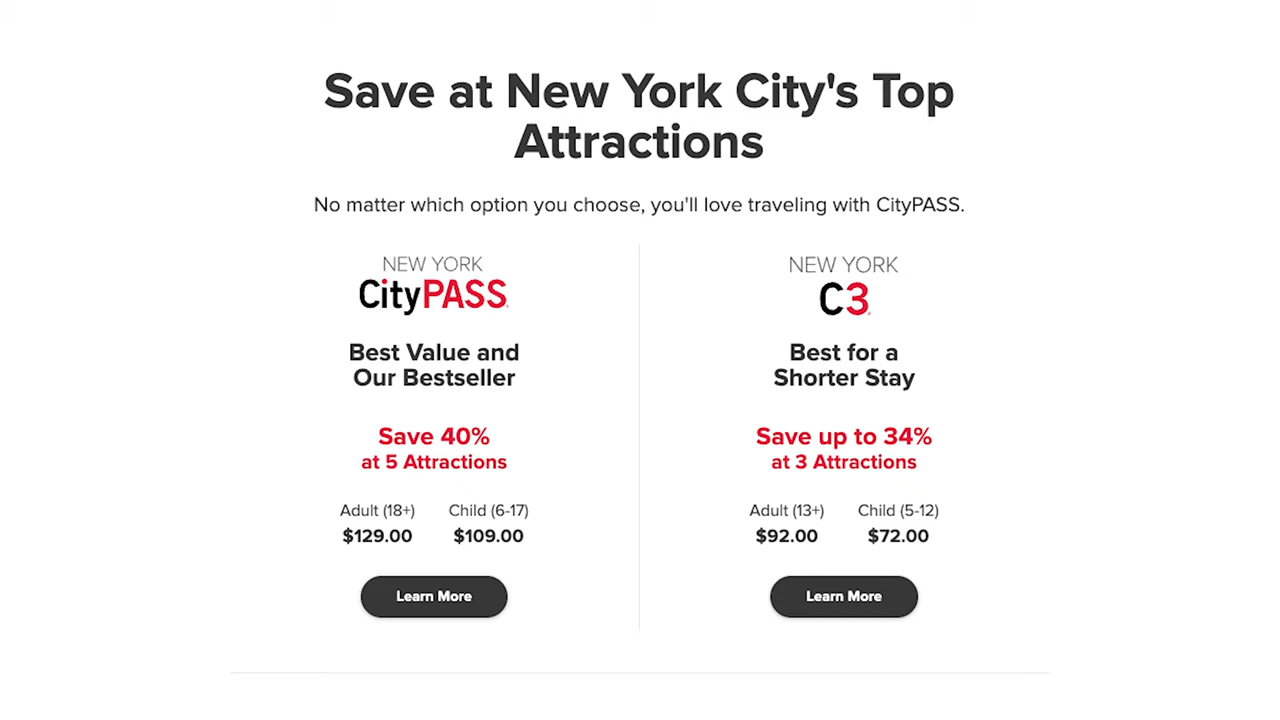 Save at New York City's Top
Attractions
No matter which option you choose, you'll love traveling with CityPASS.
NEW YORK
CityPASS
Best Value and
Our Bestseller
Save 40%
at 5 Attractions
Adult (18+) Child (6-17)
$129.00 $109.00
Learn More
NEW YORK
C3
Best for a
Shorter Stay
Save up to 34%
at 3 Attractions
Adult (13+) Child (5-12)
$92.00 $72.00
Learn More